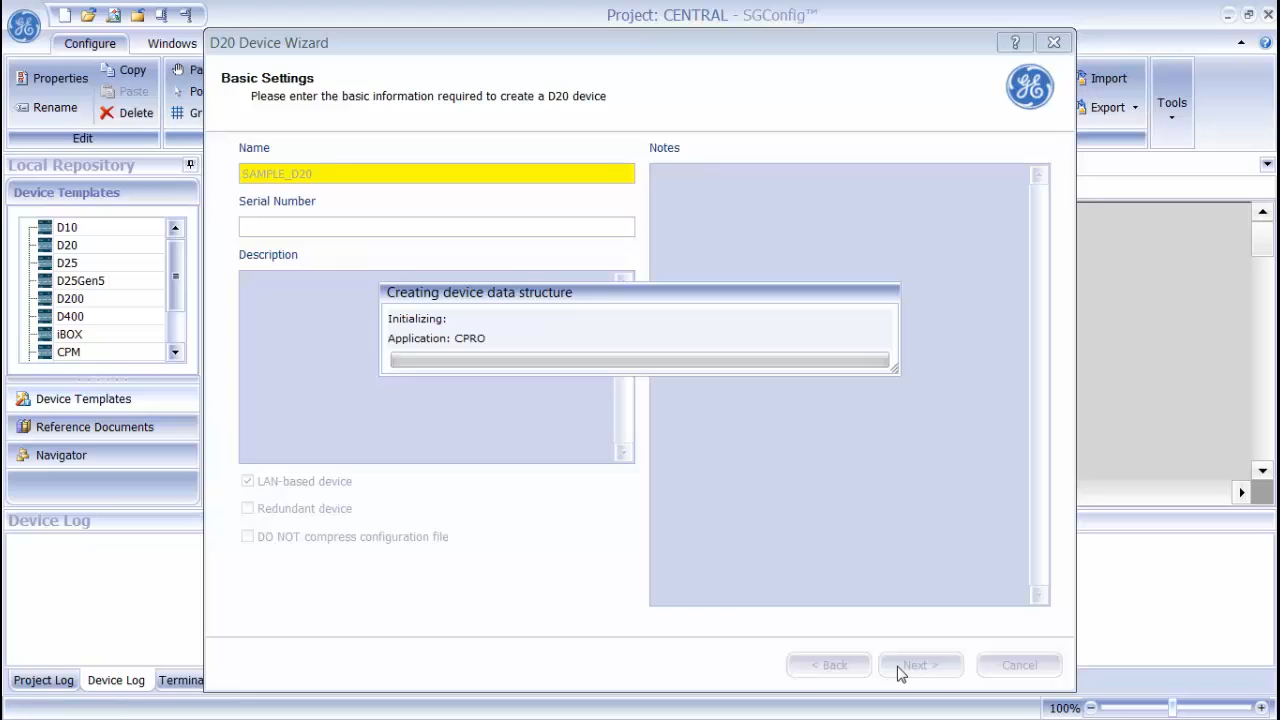 Project: CENTRAL - SGConfig™
Configure
Windows
Properties
Rename
Copy
Paste
Delete
Edit
Import
Export
Tools
D20 Device Wizard
Basic Settings
Please enter the basic information required to create a D20 device
Name
SAMPLE_D20
Serial Number
Description
Notes
Creating device data structure
Initializing:
Application: CPRO
LAN-based device
Redundant device
DO NOT compress configuration file
< Back
Next >
Cancel
Local Repository
Device Templates
D10
D20
D25
D25Gen5
D200
D400
iBOX
CPM
Device Templates
Reference Documents
Navigator
Device Log
Project Log
Device Log
Termina
100%